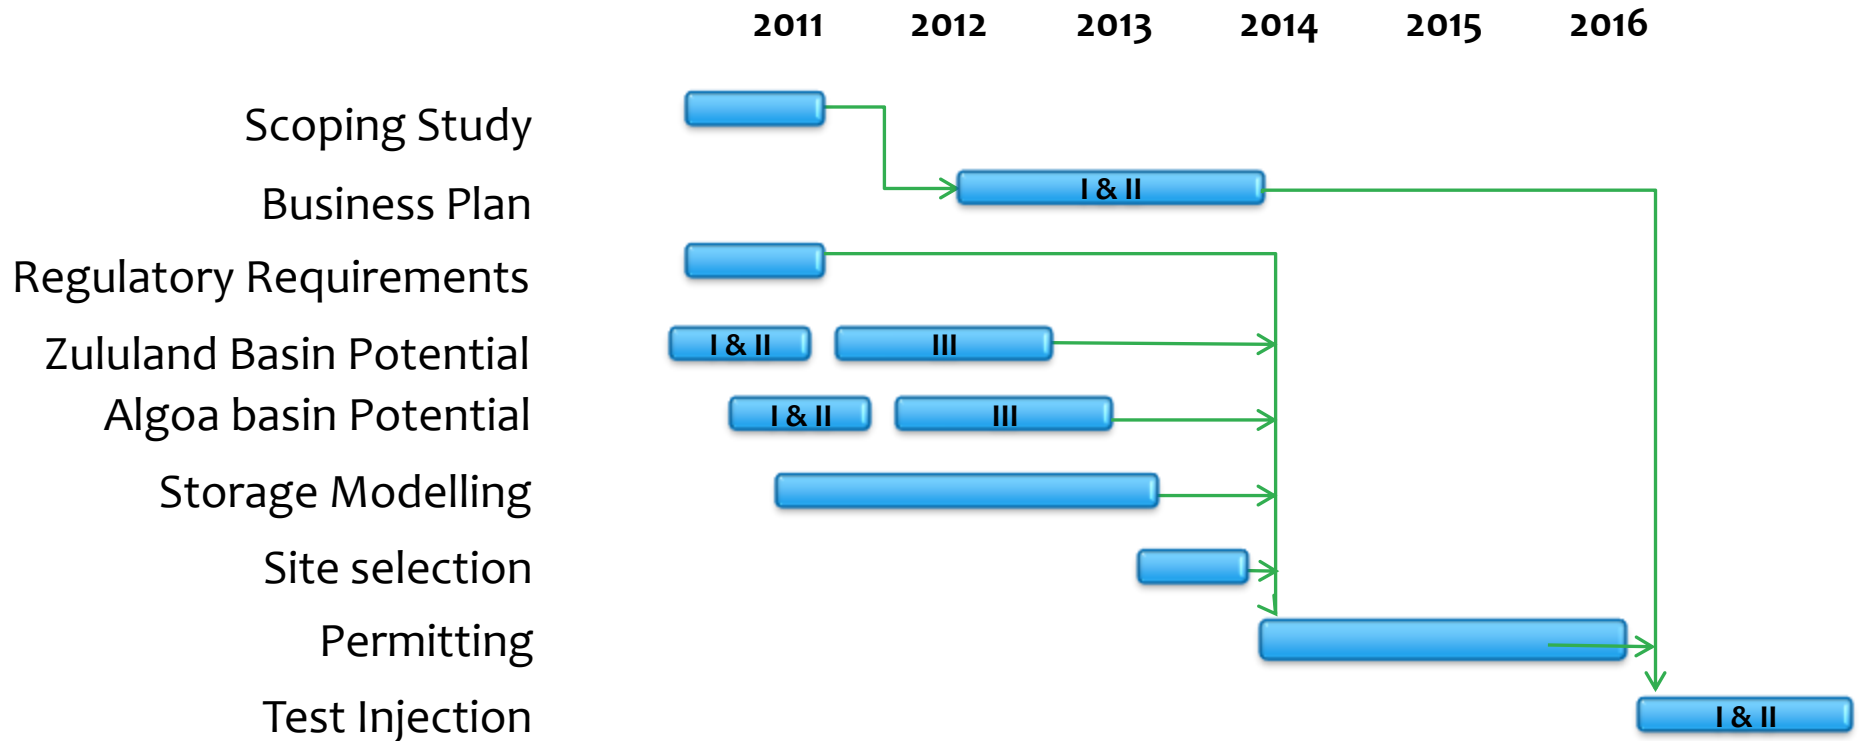 2011 2012 2013 2014 2015 2016
Scoping Study
Business Plan I & II
Regulatory Requirements
Zululand Basin Potential I & II III
Algoa basin Potential I & II III
Storage Modelling
Site selection
Permitting
Test Injection I & II